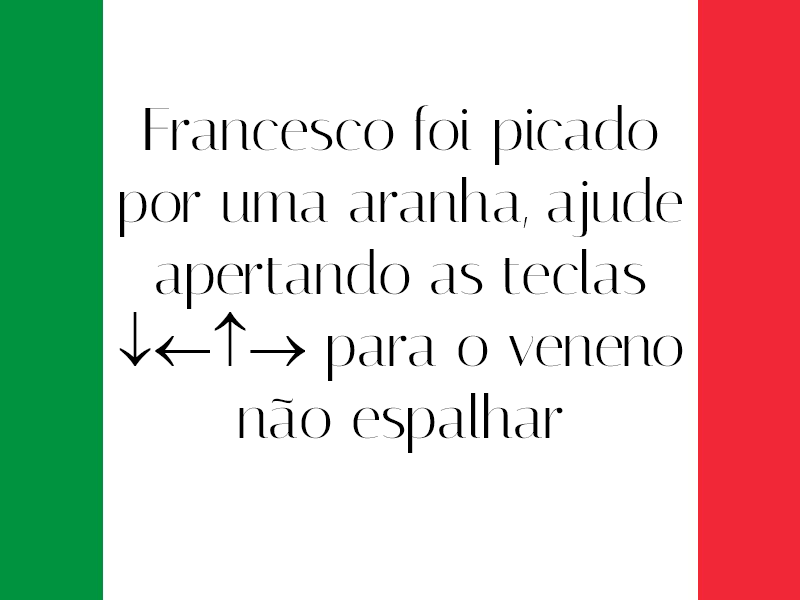 Francesco foi picado
por uma aranha, ajude
apertando as teclas
↓←↑→ para o veneno
não espalhar